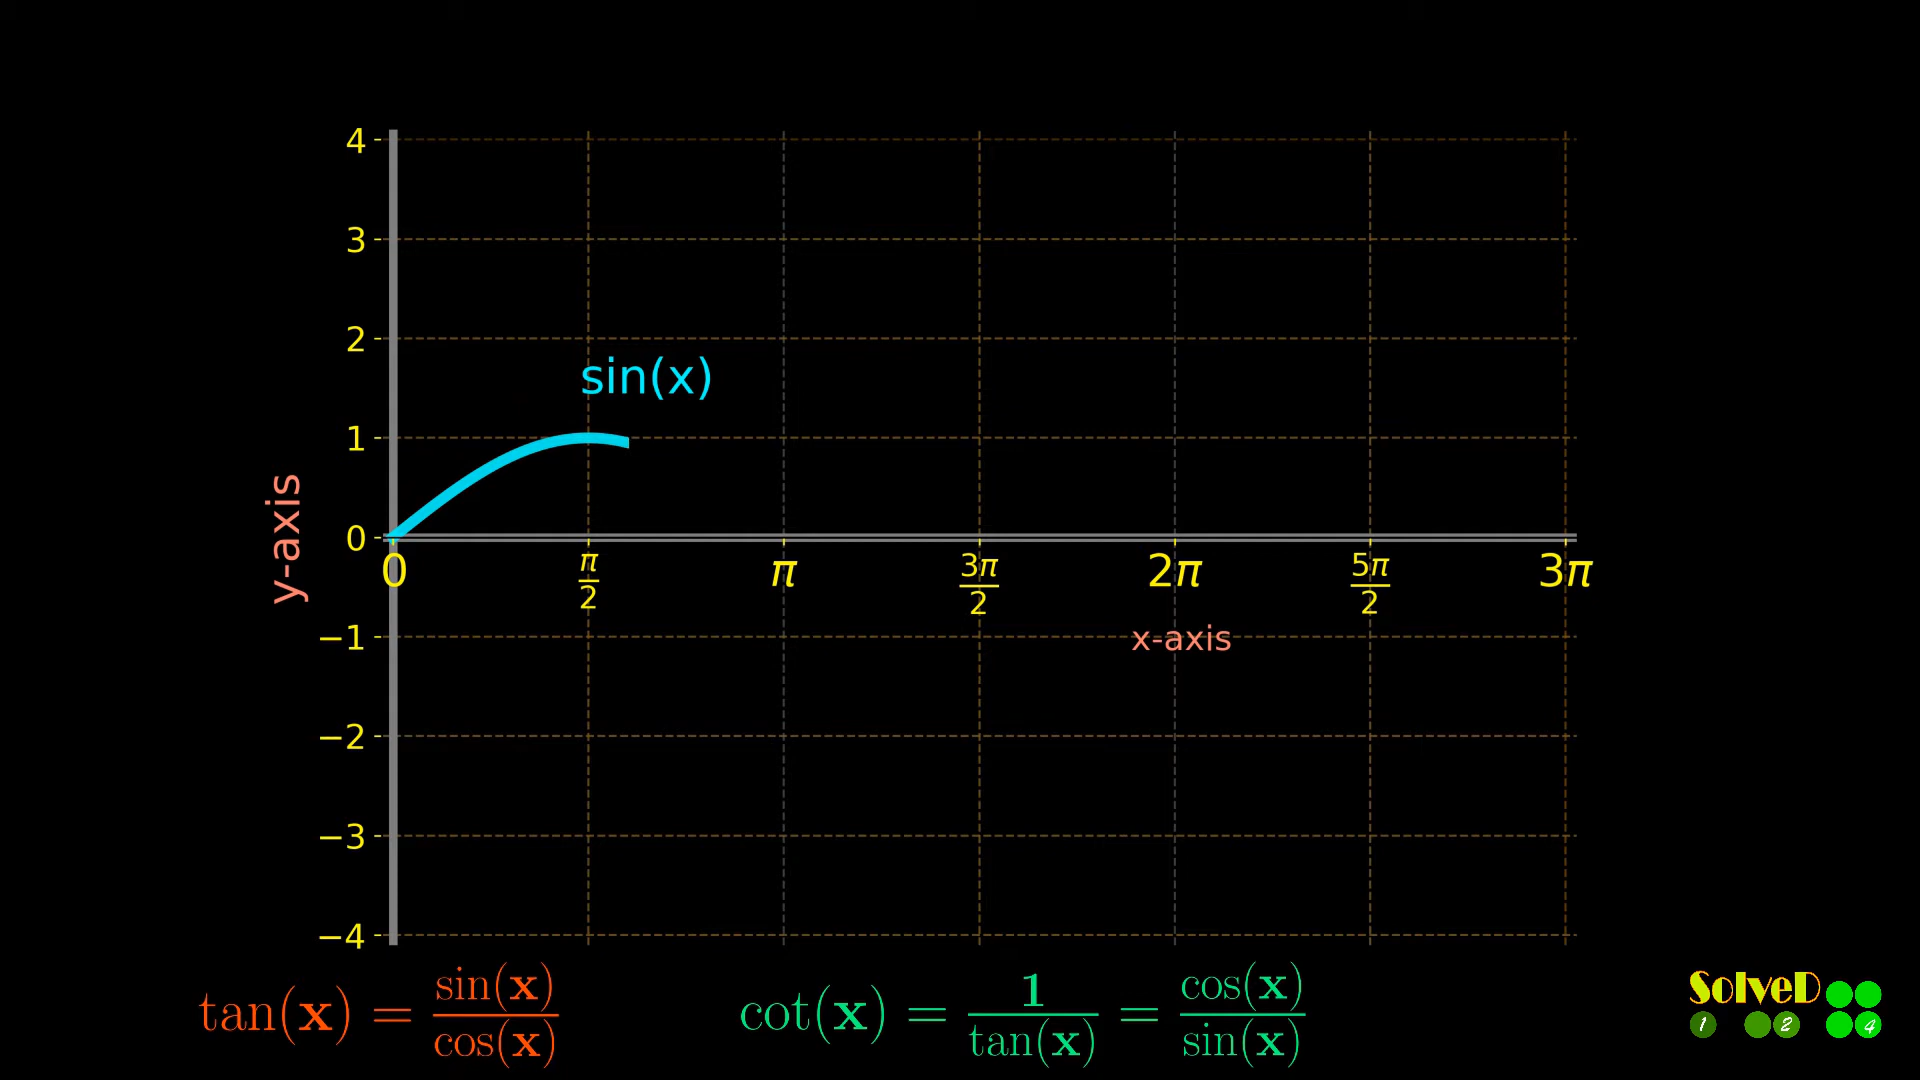 4
3
2
sin(x)
1
y-axis
0
0 π/2 π 3π/2 2π 5π/2 3π
−1
x-axis
−2
−3
−4
tan(x) = sin(x)/cos(x)
cot(x) = 1/tan(x) = cos(x)/sin(x)
SolveD
1 2 4